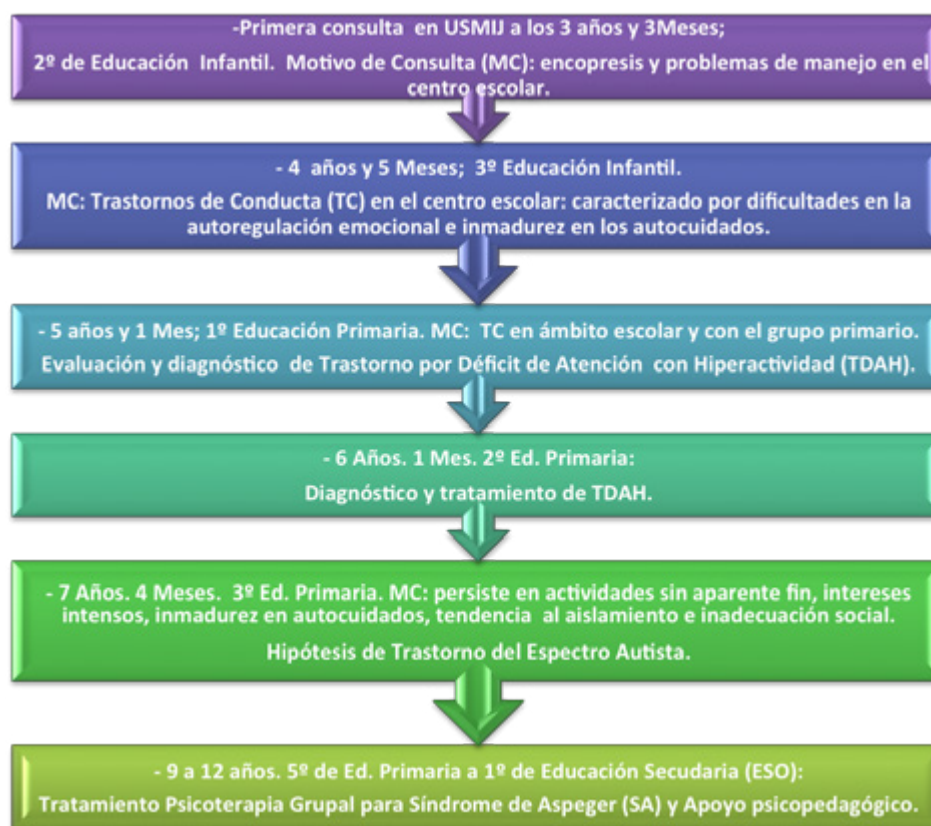 -Primera consulta en USMIJ a los 3 años y 3Meses;
2º de Educación Infantil. Motivo de Consulta (MC): encopresis y problemas de manejo en el
centro escolar.
- 4 años y 5 Meses; 3º Educación Infantil.
MC: Trastornos de Conducta (TC) en el centro escolar: caracterizado por dificultades en la
autoregulación emocional e inmadurez en los autocuidados.
- 5 años y 1 Mes; 1º Educación Primaria. MC: TC en ámbito escolar y con el grupo primario.
Evaluación y diagnóstico de Trastorno por Déficit de Atención con Hiperactividad (TDAH).
- 6 Años. 1 Mes. 2º Ed. Primaria:
Diagnóstico y tratamiento de TDAH.
- 7 Años. 4 Meses. 3º Ed. Primaria. MC: persiste en actividades sin aparente fin, intereses
intensos, inmadurez en autocuidados, tendencia al aislamiento e inadecuación social.
Hipótesis de Trastorno del Espectro Autista.
- 9 a 12 años. 5º de Ed. Primaria a 1º de Educación Secudaria (ESO):
Tratamiento Psicoterapia Grupal para Síndrome de Aspeger (SA) y Apoyo psicopedagógico.